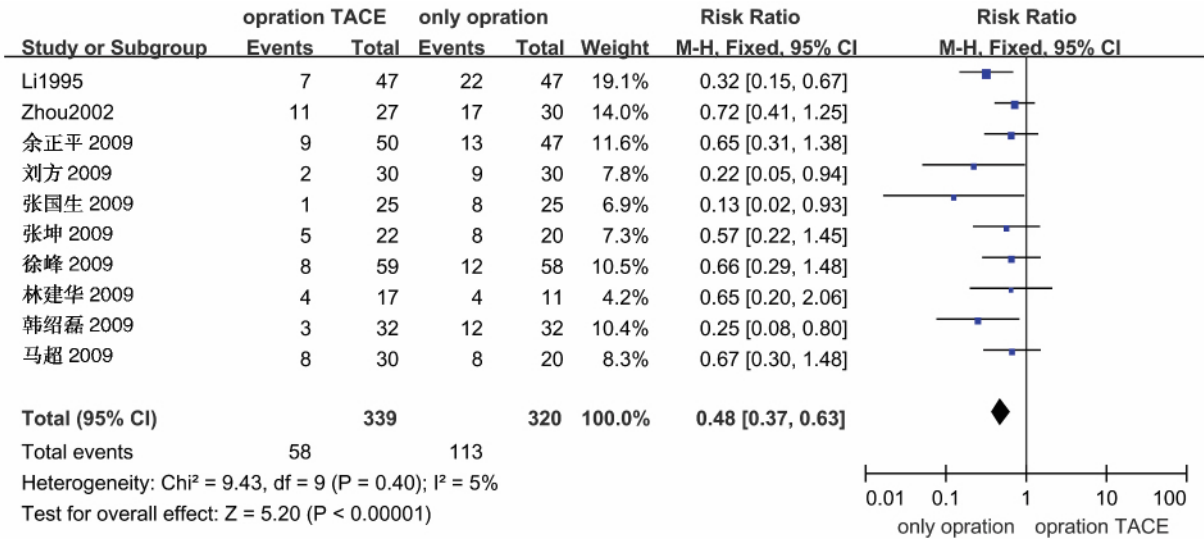 opration TACE only opration Risk Ratio Risk Ratio
Study or Subgroup Events Total Events Total Weight M-H, Fixed, 95% CI M-H, Fixed, 95% CI
Li1995 7 47 22 47 19.1% 0.32 [0.15, 0.67]
Zhou2002 11 27 17 30 14.0% 0.72 [0.41, 1.25]
余正平 2009 9 50 13 47 11.6% 0.65 [0.31, 1.38]
刘方 2009 2 30 9 30 7.8% 0.22 [0.05, 0.94]
张国生 2009 1 25 8 25 6.9% 0.13 [0.02, 0.93]
张坤 2009 5 22 8 20 7.3% 0.57 [0.22, 1.45]
徐峰 2009 8 59 12 58 10.5% 0.66 [0.29, 1.48]
林建华 2009 4 17 4 11 4.2% 0.65 [0.20, 2.06]
韩绍磊 2009 3 32 12 32 10.4% 0.25 [0.08, 0.80]
马超 2009 8 30 8 20 8.3% 0.67 [0.30, 1.48]
Total (95% CI) 339 320 100.0% 0.48 [0.37, 0.63]
Total events 58 113
Heterogeneity: Chi² = 9.43, df = 9 (P = 0.40); I² = 5%
Test for overall effect: Z = 5.20 (P < 0.00001)
0.01 0.1 1 10 100
only opration opration TACE